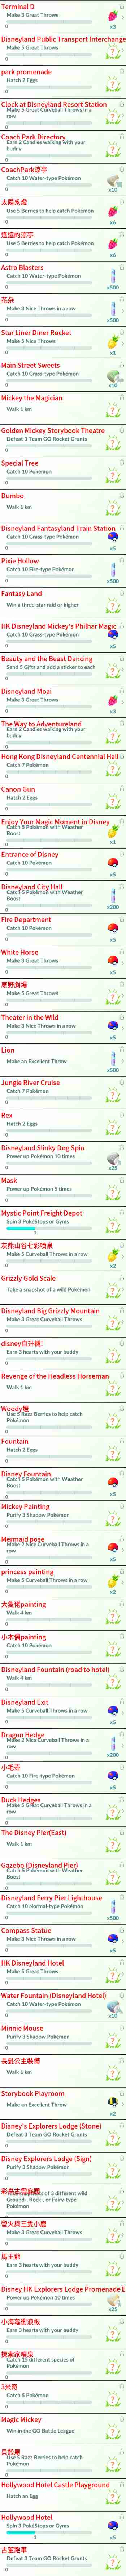 Terminal D
Make 3 Great Throws
x3
0
Disneyland Public Transport Interchange
Make 5 Great Throws
?
0
park promenade
Hatch 2 Eggs
?
0
Clock at Disneyland Resort Station
Make 5 Great Curveball Throws in a
row
?
0
Coach Park Directory
Earn 2 Candies walking with your
buddy
?
0
CoachPark涼亭
Catch 10 Water-type Pokémon
x10
0
太陽系燈
Use 5 Berries to help catch Pokémon
x6
0
遙遠的涼亭
Use 5 Berries to help catch Pokémon
x6
0
Astro Blasters
Catch 10 Water-type Pokémon
x500
0
花朵
Make 3 Nice Throws in a row
x500
0
Star Liner Diner Rocket
Make 5 Nice Throws
x1
0
Main Street Sweets
Catch 10 Grass-type Pokémon
x10
0
Mickey the Magician
Walk 1 km
?
0
Golden Mickey Storybook Theatre
Defeat 3 Team GO Rocket Grunts
?
0
Special Tree
Catch 10 Pokémon
?
0
Dumbo
Walk 1 km
?
0
Disneyland Fantasyland Train Station
Catch 10 Grass-type Pokémon
x5
0
Pixie Hollow
Catch 10 Fire-type Pokémon
x500
0
Fantasy Land
Win a three-star raid or higher
?
0
HK Disneyland Mickey's Philhar Magic
Catch 10 Grass-type Pokémon
x5
0
Beauty and the Beast Dancing
Send 5 Gifts and add a sticker to each
?
0
Disneyland Moai
Make 3 Great Throws
x3
0
The Way to Adventureland
Earn 2 Candies walking with your
buddy
?
0
Hong Kong Disneyland Centennial Hall
Catch 7 Pokémon
?
0
Canon Gun
Hatch 2 Eggs
?
0
Enjoy Your Magic Moment in Disney
Catch 5 Pokémon with Weather
Boost
x1
0
Entrance of Disney
Catch 10 Pokémon
x5
0
Disneyland City Hall
Catch 5 Pokémon with Weather
Boost
x200
0
Fire Department
Catch 10 Pokémon
x5
0
White Horse
Make 3 Great Throws
x5
0
原野劇場
Make 5 Great Throws
?
0
Theater in the Wild
Make 3 Nice Throws in a row
x5
0
Lion
Make an Excellent Throw
x500
0
Jungle River Cruise
Catch 7 Pokémon
?
0
Rex
Hatch 2 Eggs
?
0
Disneyland Slinky Dog Spin
Power up Pokémon 10 times
x25
0
Mask
Power up Pokémon 5 times
?
0
Mystic Point Freight Depot
Spin 3 PokéStops or Gyms
?
1
灰熊山谷七彩噴泉
Make 5 Curveball Throws in a row
x2
0
Grizzly Gold Scale
Take a snapshot of a wild Pokémon
?
0
Disneyland Big Grizzly Mountain
Make 3 Great Curveball Throws
?
0
disney直升機!
Earn 3 hearts with your buddy
?
0
Revenge of the Headless Horseman
Walk 1 km
?
0
Woody燈
Use 5 Razz Berries to help catch
Pokémon
?
0
Fountain
Hatch 2 Eggs
?
0
Disney Fountain
Catch 5 Pokémon with Weather
Boost
x5
0
Mickey Painting
Purify 3 Shadow Pokémon
?
0
Mermaid pose
Make 2 Nice Curveball Throws in a
row
x5
0
princess painting
Make 5 Curveball Throws in a row
x2
0
大隻佬painting
Walk 4 km
?
0
小木偶painting
Catch 10 Pokémon
?
0
Disneyland Fountain (road to hotel)
Walk 4 km
?
0
Disneyland Exit
Make 5 Curveball Throws in a row
x5
0
Dragon Hedge
Make 2 Nice Curveball Throws in a
row
x200
0
小毛壺
Catch 10 Fire-type Pokémon
x5
0
Duck Hedges
Make 5 Great Curveball Throws in a
row
?
0
The Disney Pier(East)
Walk 1 km
?
0
Gazebo (Disneyland Pier)
Catch 5 Pokémon with Weather
Boost
?
0
Disneyland Ferry Pier Lighthouse
Catch 10 Normal-type Pokémon
x500
0
Compass Statue
Make 3 Nice Throws in a row
x5
0
HK Disneyland Hotel
Make 5 Great Throws
?
0
Water Fountain (Disneyland Hotel)
Catch 10 Water-type Pokémon
x10
0
Minnie Mouse
Purify 3 Shadow Pokémon
?
0
長髮公主裝備
Walk 1 km
?
0
Storybook Playroom
Make an Excellent Throw
x2
0
Disney's Explorers Lodge (Stone)
Defeat 3 Team GO Rocket Grunts
?
0
Disney Explorers Lodge (Sign)
Purify 3 Shadow Pokémon
?
0
of 3 different wild
Ground-, Rock-, or Fairy-type
Pokémon
?
0
螢火與三隻小鹿
Make 3 Great Curveball Throws
?
0
馬王爺
Earn 3 hearts with your buddy
?
0
Disney HK Explorers Lodge Promenade E
Power up Pokémon 10 times
x25
0
小海龜衝浪板
Earn 3 hearts with your buddy
?
0
探索家噴泉
Catch 15 different species of
Pokémon
?
0
3米奇
Catch 5 Pokémon
?
0
Magic Mickey
Win in the GO Battle League
?
0
貝殼屋
Use 5 Razz Berries to help catch
Pokémon
?
0
Hollywood Hotel Castle Playground
Hatch an Egg
?
0
Hollywood Hotel
Spin 3 PokéStops or Gyms
x5
1
古董跑車
Defeat 3 Team GO Rocket Grunts
?
0